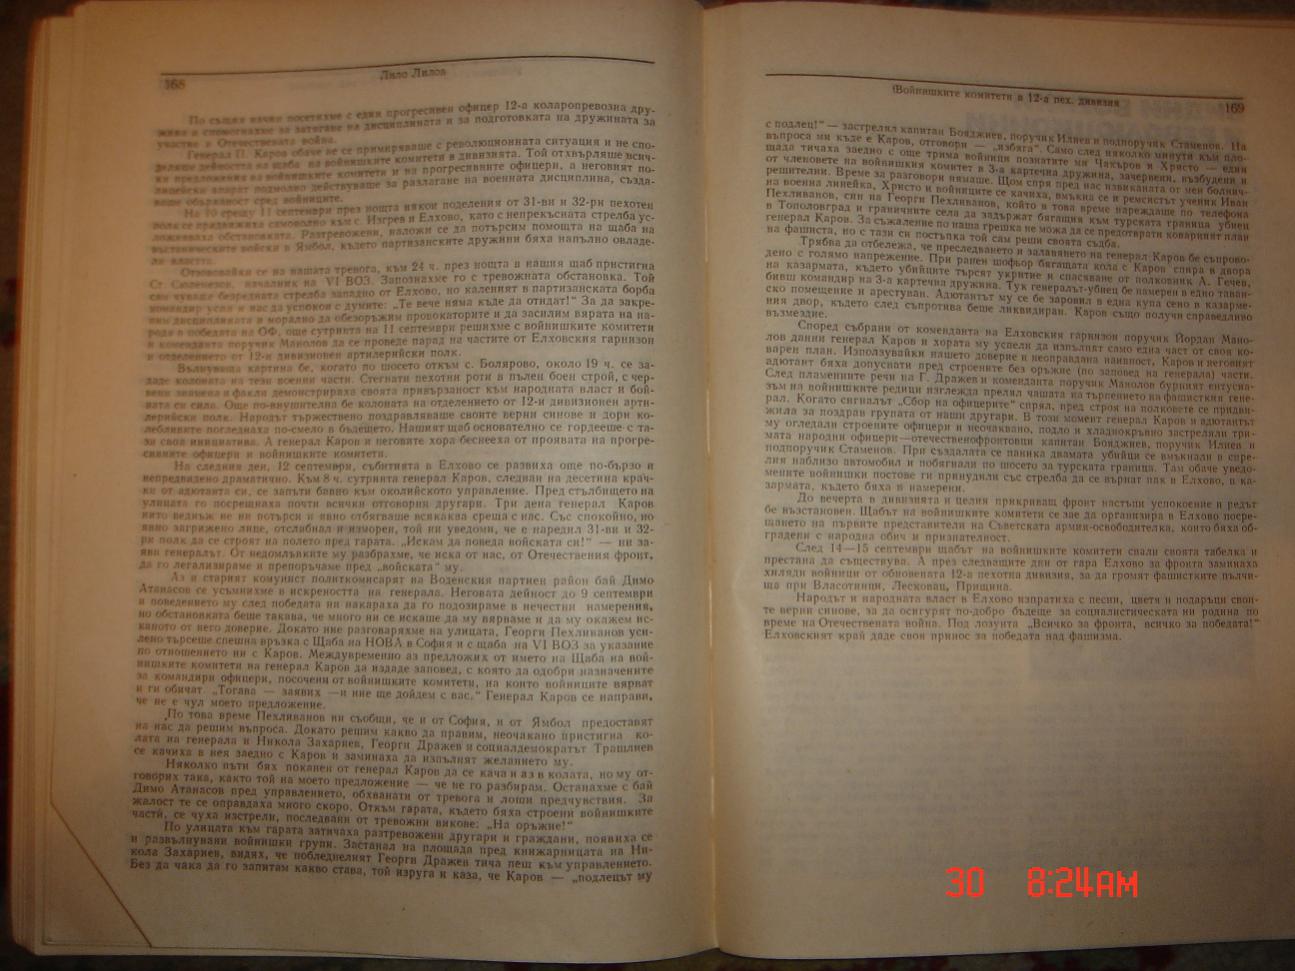 168
Лило Лилов
По същия начин посетихме с един прогресивен офицер 12-а коларопревозна дру-
жина и спомогнахме за затягане на дисциплината и за подготовката на дружината за
участие в Отечествената война.
Генерал П. Каров обаче не се примиряваше с революционната ситуация и не спо-
деляше дейността на щаба на войнишките комитети в дивизията. Той отхвърляше всич-
ки предложения на войнишките комитети и на прогресивните офицери, а неговият по-
лицейски апарат подмолно действуваше за разлагане на военната дисциплина, създа-
ваше объркност сред войниците.
На 10 срещу 11 септември през нощта някои поделения от 31-ви и 32-ри пехотен
полк се придвижиха самоволно към с. Изгрев и Елхово, като с непрекъсната стрелба ус-
ложняваха обстановката. Разтревожени, наложи се да потърсим помощта на щаба на
въстаническите войски в Ямбол, където партизанските дружини бяха напълно овладе-
ли властта.
Отзовавайки се на нашата тревога, към 24 ч. през нощта в нашия щаб пристигна
Ст. началник на VI ВОЗ. Запознахме го с тревожната обстановка. Той
сам чуваше безредната стрелба западно от Елхово, но каленият в партизанската борба
командир успя и нас да успокои с думите: „Те вече няма къде да отидат!“ За да закре-
пим дисциплината и морално да обезоръжим провокаторите и да засилим вярата на на-
рода в победата на ОФ, още сутринта на 11 септември решихме с войнишките комитети
и коменданта поручик Манолов да се проведе парад на частите от Елховския гарнизон
и отделението от 12-и дивизионен артилерийски полк.
Вълнуваща картина бе, когато по шосето откъм с. Болярово, около 19 ч. се за-
даде колоната на тези военни части. Стегнати пехотни роти в пълен боен строй, с чер-
вени знамена и факли демонстрираха своята привързаност към народната власт и бой-
ната си сила. Още по-внушителна бе колоната на отделението от 12-и дивизионен арти-
лерийски полк. Народът тържествено поздравляваше своите верни синове и дори ко-
лебливите погледнаха по-смело в бъдещето. Нашият щаб основателно се гордееше с та-
зи своя инициатива. А генерал Каров и неговите хора беснееха от проявата на прогре-
сивните офицери и войнишките комитети.
На следния ден, 12 септември, събитията в Елхово се развиха още по-бързо и
непредвидено драматично. Към 8 ч. сутринта генерал Каров, следван на десетина крач-
ки от адютанта си, се запъти бавно към околийското управление. Пред стълбището на
улицата го посрещнаха почти всички отговорни другари. Три дена генерал Каров
нито веднъж не ни потърси и явно отбягваше всякаква среща с нас. Със спокойно, но
явно загрижено лице, отслабнал и изморен, той ни уведоми, че е наредил 31-ви и 32-
ри полк да се строят на полето пред гарата. „Искам да поведа войската си!“ — ни за-
яви генералът. От недомлъвките му разбрахме, че иска от нас, от Отечествения фронт,
да го легализираме и препоръчаме пред „войската“ му.
Аз и старият комунист политкомисарят на Воденския партиен район бай Димо
Атанасов се усъмнихме в искреността на генерала. Неговата дейност до 9 септември
и поведението му след победата ни накараха да го подозираме в нечестни намерения,
но обстановката беше такава, че много ни се искаше да му вярваме и да му окажем ис-
каното от него доверие. Докато ние разговаряхме на улицата, Георги Пехливанов уси-
лено търсеше спешна връзка с Щаба на НОВА в София и с щаба на VI ВОЗ за указание
по отношението ни с Каров. Междувременно аз предложих от името на Щаба на вой-
нишките комитети на генерал Каров да издаде заповед, с която да одобри назначените
за командири офицери, посочени от войнишките комитети, на които войниците вярват
и ги обичат „Тогава — заявих —и ние ще дойдем с вас.“ Генерал Каров се направи,
че не е чул моето предложение.
По това време Пехливанов ни съобщи, че и от София, и от Ямбол предоставят
на нас да решим въпроса. Докато решим какво да правим, неочаквано пристигна ко-
лата на генерала и Никола Захариев, Георги Дражев и социалдемократът Трашлиев
се качиха в нея заедно с Каров и заминаха да изпълнят желанието му.
Няколко пъти бях поканен от генерал Каров да се кача и аз в колата, но му от-
говорих така, както той на моето предложение — че не го разбирам. Останахме с бай
Димо Атанасов пред управлението, обхванати от тревога и лоши предчувствия. За
жалост те се оправдаха много скоро. Откъм гарата, където бяха строени войнишките
части, се чуха изстрели, последвани от тревожни викове: „На оръжие!“
По улицата към гарата затичаха разтревожени другари и граждани, появиха се
и развълнувани войнишки групи. Застанал на площада пред книжарницата на Ни-
кола Захариев, видях, че побледнелият Георги Дражев тича пеш към управлението.
Без да чака да го запитам какво става, той изруга и каза, че Каров — „подлецът му
Войнишките комитети в 12-а пех. дивизия
169
с подлец!“ — застрелял капитан Бояджиев, поручик Илиев и подпоручик Стаменов. На
въпроса ми къде е Каров, отговори — „избяга“. Само след няколко минути към пло-
щада тичаха заедно с още трима войници познатите ми Чакъров и Христо — един
от членовете на войнишкия комитет в 3-а картечна дружина, зачервени, възбудени и
решителни. Време за разговори нямаше. Щом спря пред нас извиканата от мен болнич-
на военна линейка, Христо и войниците се качиха, вмъкна се и ремсистът ученик Иван
Пехливанов, син на Георги Пехливанов, който в това време нареждаше по телефона
в Тополовград и граничните села да задържат бягащия към турската граница убиец
генерал Каров. За съжаление по наша грешка не можа да се предотврати коварният план
на фашиста, но с тази си постъпка той сам реши своята съдба.
Трябва да отбележа, че преследването и залавянето на генерал Каров бе съпрово-
дено с голямо напрежение. При ранен шофьор бягащата кола с Каров спира в двора
на казармата, където убийците търсят укритие и спасяване от полковник А. Гечев,
бивш командир на 3-а картечна дружина. Тук генералът-убиец бе намерен в едно тавин-
ско помещение и арестуван. Адютантът му се бе заровил в една купа сено в казарме-
ния двор, където след съпротива беше ликвидиран. Каров също получи справедливо
възмездие.
Според събрани от коменданта на Елховския гарнизон поручик Йордан Мано-
лов данни генерал Каров и хората му успели да изпълнят само една част от своя ко-
варен план. Използувайки нашето доверие и неоправдана наивност, Каров и неговият
адютант бяха допуснати пред строените без оръжие (по заповед на генерала) части.
След пламенните речи на Г. Дражев и коменданта поручик Манолов бурният ентусиа-
зъм на войнишките редици изглежда прелял чашата на търпението на фашисткия гене-
рал. Когато сигналът „Сбор на офицерите“ спрял, пред строя на полковете се придви-
жила за поздрав групата от наши другари. В този момент генерал Каров и адютантът
му огледали строените офицери и неочаквано, подло и хладнокръвно застреляли три-
мата народни офицери—отечественофронтовци капитан Бояджиев, поручик Илиев и
подпоручик Стаменов. При създалата се паника двамата убийци се вмъкнали в спре-
лия наблизо автомобил и побягнали по шосето за турската граница. Там обаче уведо-
мените войнишки постове ги принудили със стрелба да се върнат пак в Елхово, в ка-
зармата, където бяха и намерени.
До вечерта в дивизията и целия прикриващ фронт настъпи успокоение и редът
бе възстановен. Щабът на войнишките комитети се зае да организира в Елхово посре-
щането на първите представители на Съветската армия-освободителка, които бяха об-
градени с народна обич и признателност.
След 14—15 септември щабът на войнишките комитети свали своята табелка и
престана да съществува. А през следващите дни от гара Елхово за фронта заминаха
хиляди войници от обновената 12-а пехотна дивизия, за да громят фашистките пълчи-
ща при Власотинци, Лесковац, Прищина.
Народът и народната власт в Елхово изпратиха с песни, цветя и подаръци свои-
те верни синове, за да осигурят по-добро бъдеще за социалистическата ни родина по
време на Отечествената война. Под лозунга „Всичко за фронта, всичко за победата!“
Елховският край даде своя принос за победата над фашизма.
30 8:24AM